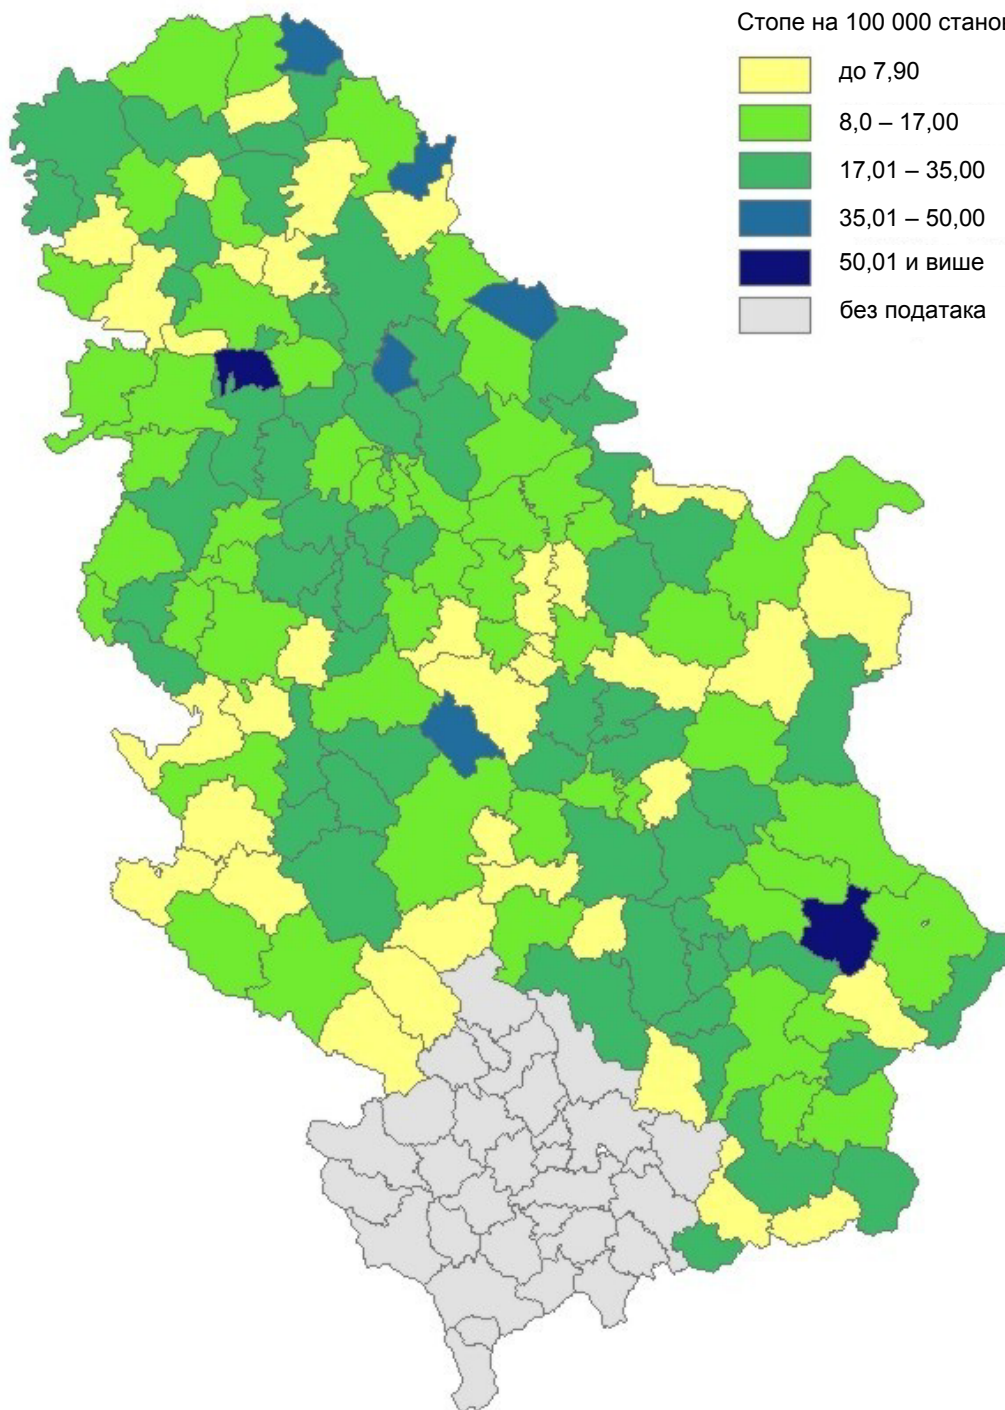 Стопе на 100 000
до 7,90
8,0 – 17,00
17,01 – 35,00
35,01 – 50,00
50,01 и више
без података